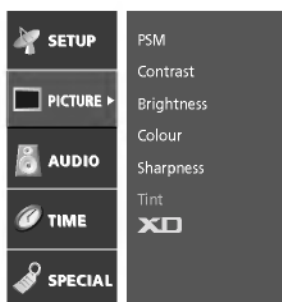 SETUP
PICTURE
AUDIO
TIME
SPECIAL
PSM
Contrast
Brightness
Colour
Sharpness
Tint
XD